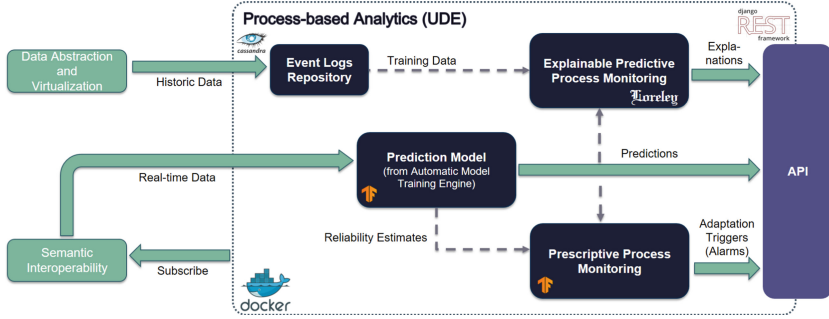 Process-based Analytics (UDE)
django
REST
framework
cassandra
Data Abstraction
and
Virtualization
Historic Data
Event Logs
Repository
Training Data
Explainable Predictive
Process Monitoring
Loreley
Expla-
nations
Real-time Data
Prediction Model
(from Automatic Model
Training Engine)
Predictions
API
Semantic
Interoperability
Subscribe
Reliability Estimates
Prescriptive Process
Monitoring
Adaptation
Triggers
(Alarms)
docker